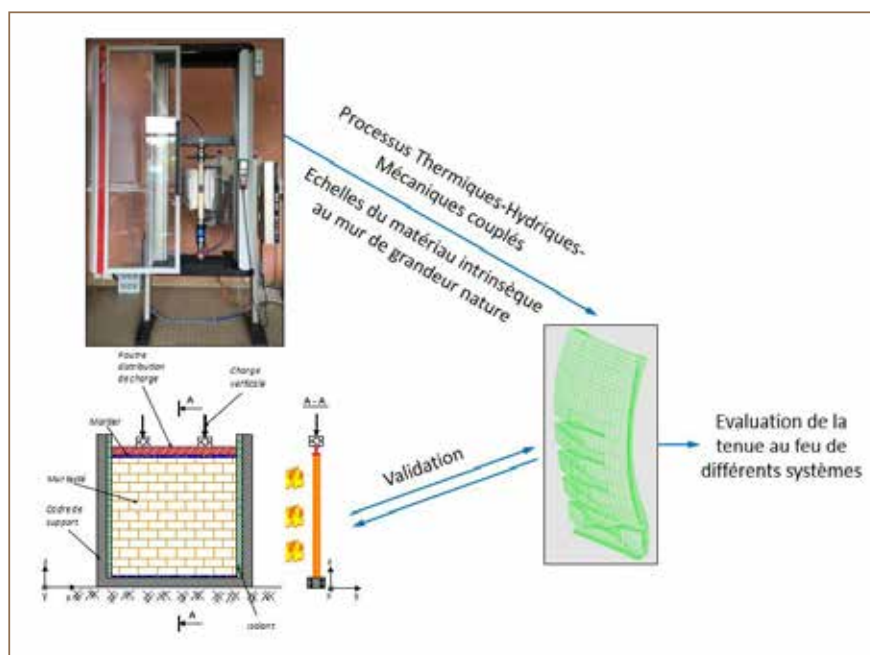 Processus Thermiques-Hydriques-
Mécaniques couplés
Echelles du matériau intrinsèque
au mur de grandeur nature
Poutre
distribution
de charge
Charge
verticale
A
A - A
Mortier
Mur testé
Cadre de
support
Validation
Evaluation de la
tenue au feu de
différents systèmes
A
Isolant